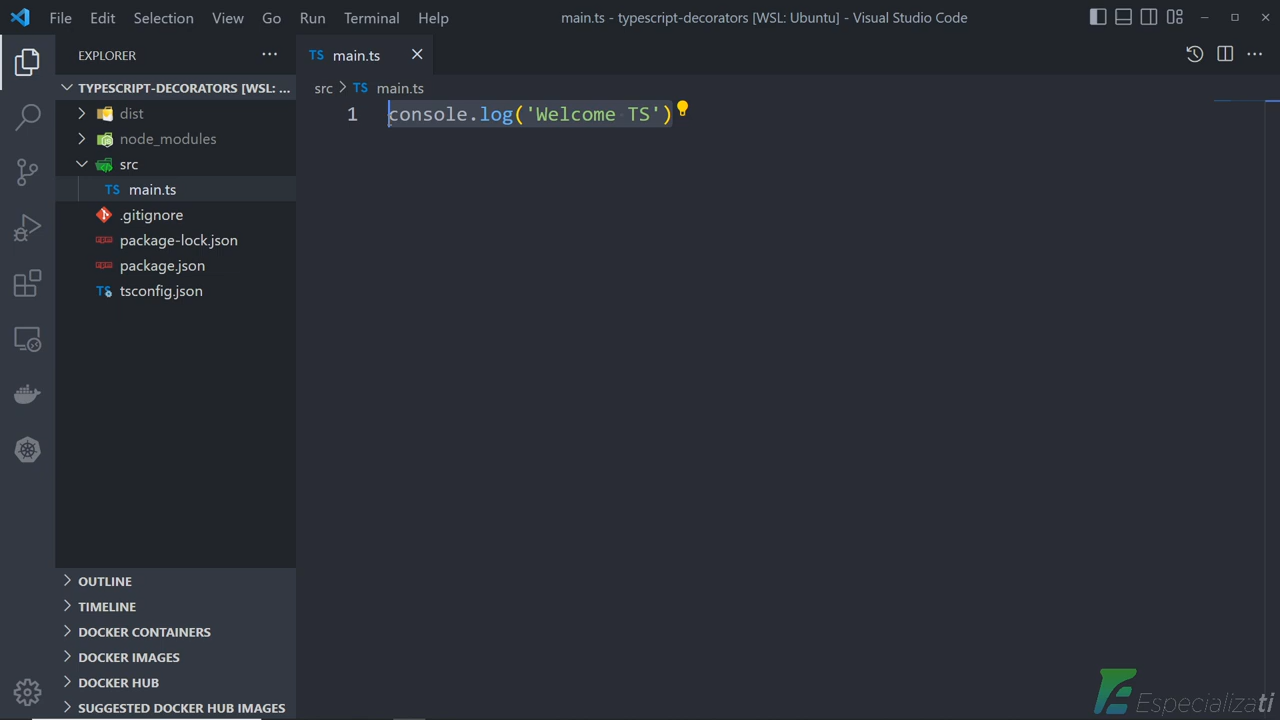 File Edit Selection View Go Run Terminal Help main.ts - typescript-decorators [WSL: Ubuntu] - Visual Studio Code
EXPLORER
TS main.ts
TYPESCRIPT-DECORATORS [WSL: ...
src > TS main.ts
dist
1 console.log('Welcome TS')
node_modules
src
TS main.ts
.gitignore
package-lock.json
package.json
TS tsconfig.json
OUTLINE
TIMELINE
DOCKER CONTAINERS
DOCKER IMAGES
DOCKER HUB
SUGGESTED DOCKER HUB IMAGES
Especializati